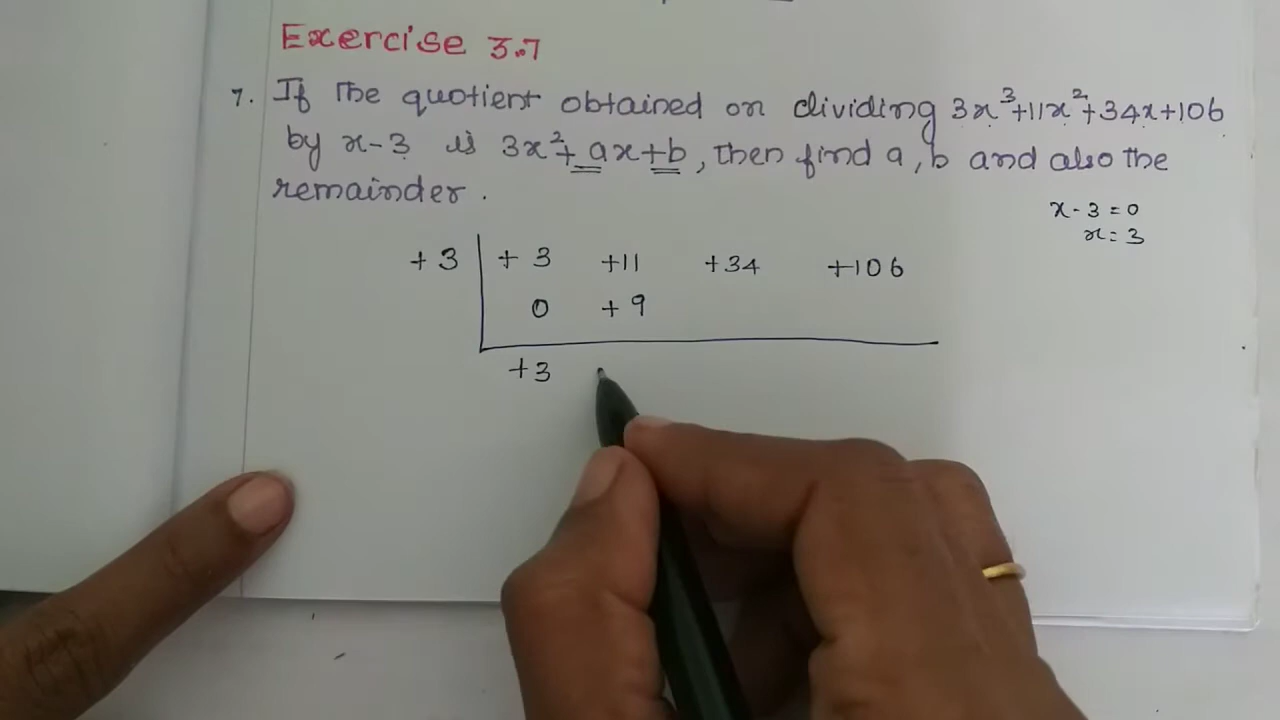 Exercise 3.7
7. If the quotient obtained on dividing 3x³+11x²+34x+106
by x-3 is 3x²+ax+b, then find a, b and also the
remainder.
x-3=0
x=3
+3 +3 +11 +34 +106
0 +9
+3